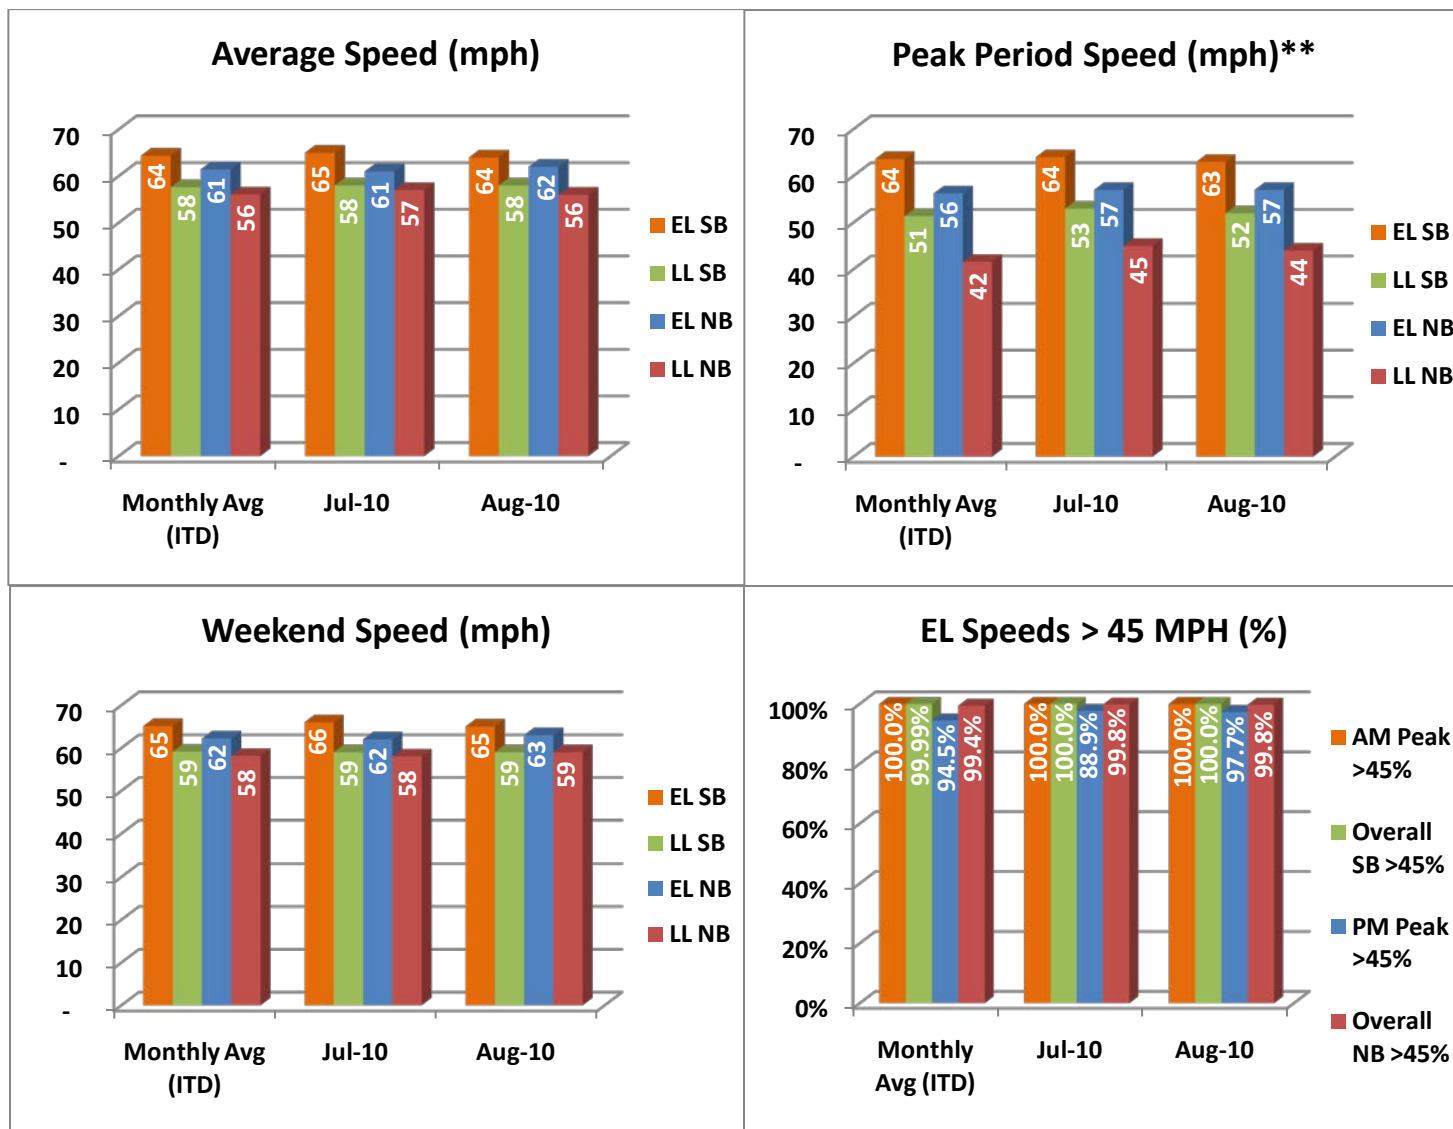 Average Speed (mph)
70
60
50
40
30
20
10
-
64
58
61
56
65
58
61
57
64
58
62
56
Monthly Avg
(ITD)
Jul-10
Aug-10
EL SB
LL SB
EL NB
LL NB
Peak Period Speed (mph)**
70
60
50
40
30
20
10
-
64
51
56
42
64
53
57
45
63
52
57
44
Monthly Avg
(ITD)
Jul-10
Aug-10
EL SB
LL SB
EL NB
LL NB
Weekend Speed (mph)
70
60
50
40
30
20
10
-
65
59
62
58
66
59
62
58
65
59
63
59
Monthly Avg
(ITD)
Jul-10
Aug-10
EL SB
LL SB
EL NB
LL NB
EL Speeds > 45 MPH (%)
100%
80%
60%
40%
20%
0%
100.0%
99.99%
94.5%
99.4%
100.0%
100.0%
88.9%
99.8%
100.0%
100.0%
97.7%
99.8%
Monthly
Avg (ITD)
Jul-10
Aug-10
AM Peak
>45%
Overall
SB >45%
PM Peak
>45%
Overall
NB >45%